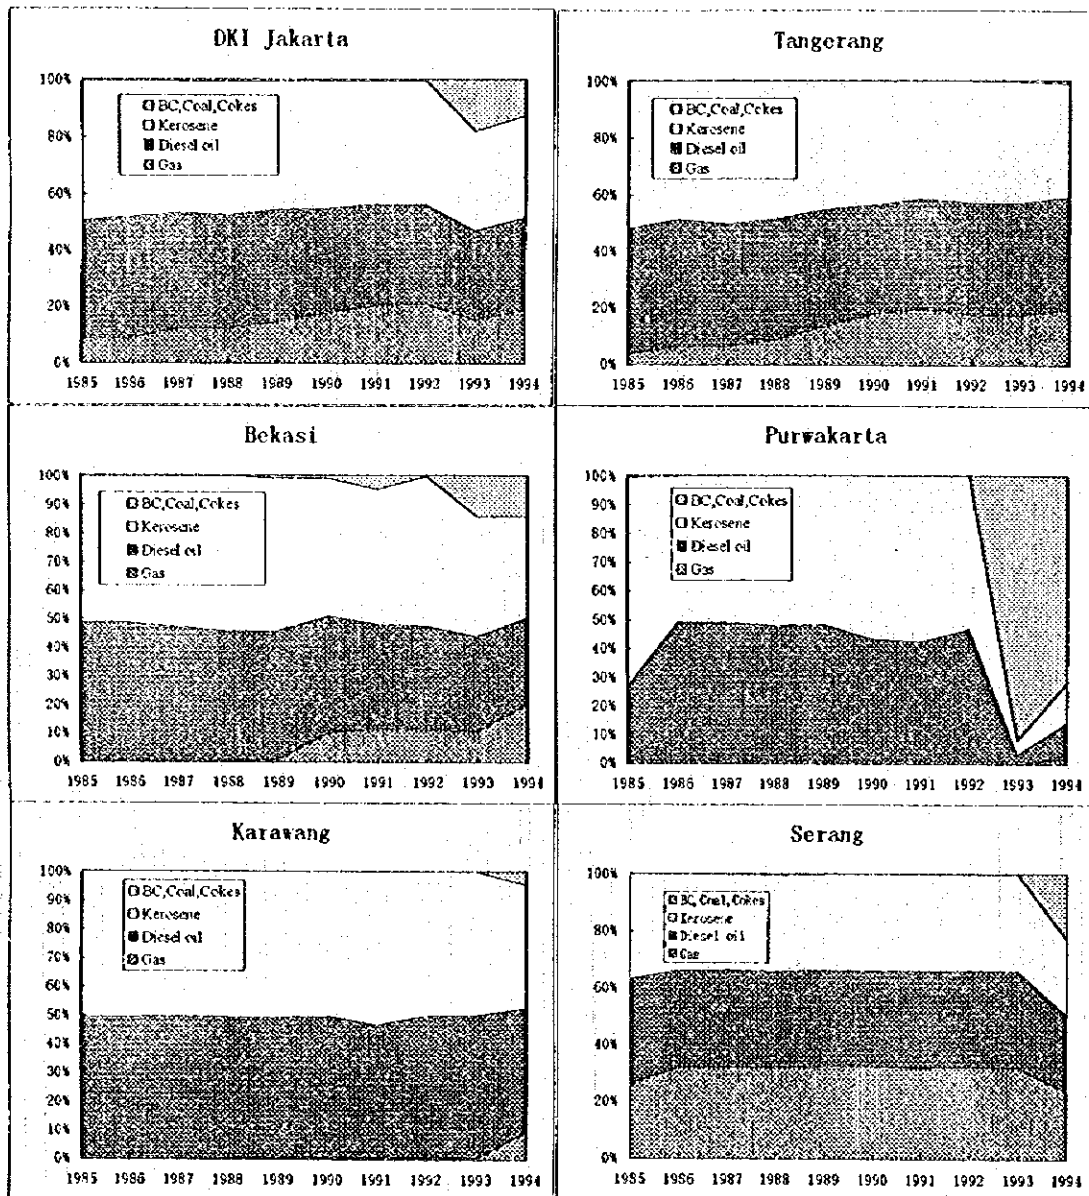 DKI Jakarta
100%
80%
60%
40%
20%
0%
BC,Coal,Cokes
Kerosene
Diesel oil
Gas
1985 1986 1987 1988 1989 1990 1991 1992 1993 1994
Tangerang
100%
80%
60%
40%
20%
0%
BC,Coal,Cokes
Kerosene
Diesel oil
Gas
1985 1986 1987 1988 1989 1990 1991 1992 1993 1994
Bekasi
100%
90%
80%
70%
60%
50%
40%
30%
20%
10%
0%
BC,Coal,Cokes
Kerosene
Diesel oil
Gas
1985 1986 1987 1988 1989 1990 1991 1992 1993 1994
Purwakarta
100%
90%
80%
70%
60%
50%
40%
30%
20%
10%
0%
BC,Coal,Cokes
Kerosene
Diesel oil
Gas
1985 1986 1987 1988 1989 1990 1991 1992 1993 1994
Karawang
100%
90%
80%
70%
60%
50%
40%
30%
20%
10%
0%
BC,Coal,Cokes
Kerosene
Diesel oil
Gas
1985 1986 1987 1988 1989 1990 1991 1992 1993 1994
Serang
100%
80%
60%
40%
20%
0%
BC,Coal,Cokes
Kerosene
Diesel oil
Gas
1985 1986 1987 1988 1989 1990 1991 1992 1993 1994